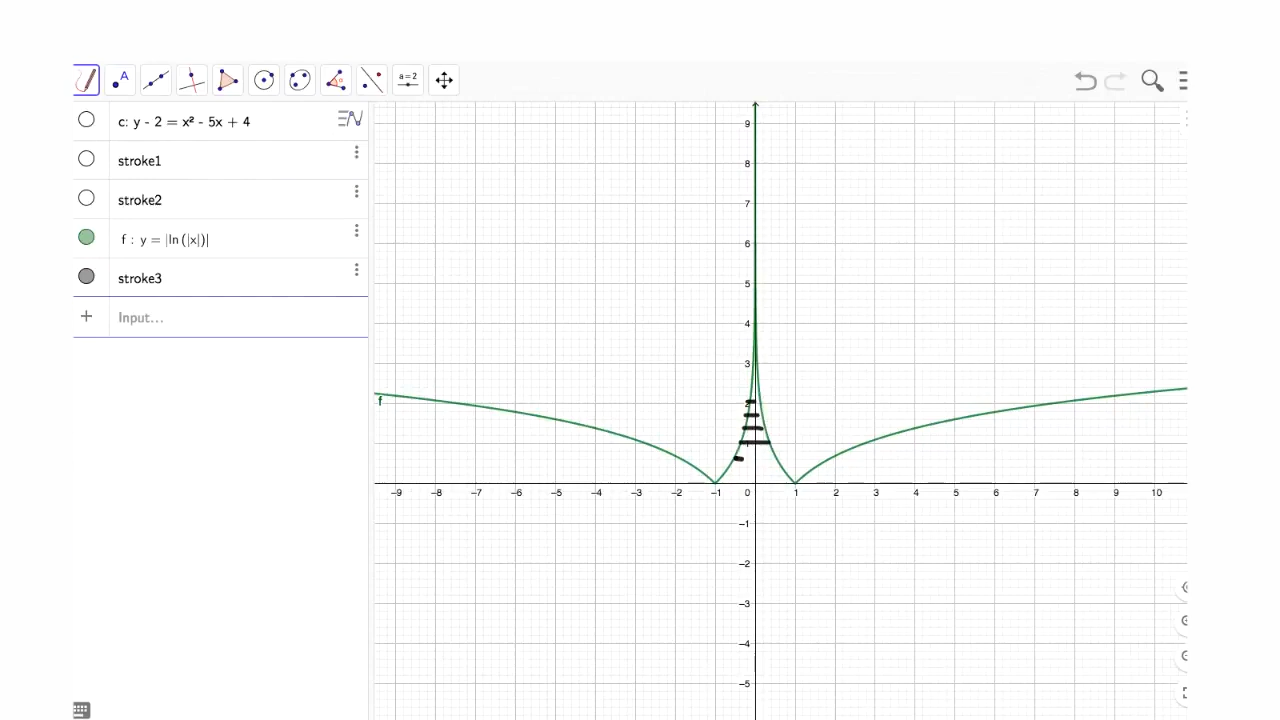 A
a = 2
c: y - 2 = x² - 5x + 4
stroke1
stroke2
f : y = |ln (|x|)|
stroke3
+ Input...
9
8
7
6
5
4
3
2
1
f
−9 −8 −7 −6 −5 −4 −3 −2 −1 0 1 2 3 4 5 6 7 8 9 10
−1
−2
−3
−4
−5